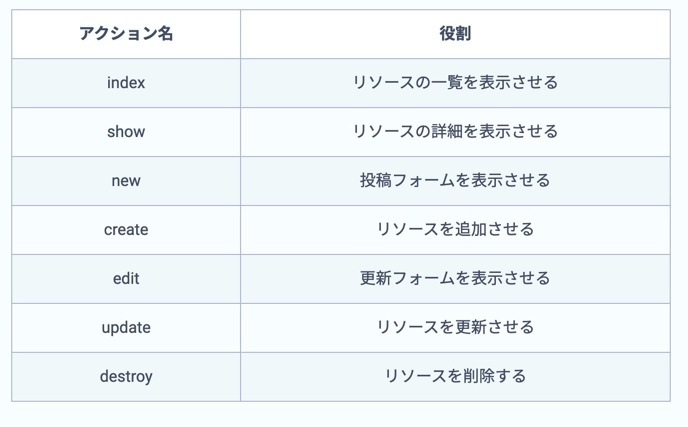 アクション名 役割
index リソースの一覧を表示させる
show リソースの詳細を表示させる
new 投稿フォームを表示させる
create リソースを追加させる
edit 更新フォームを表示させる
update リソースを更新させる
destroy リソースを削除する